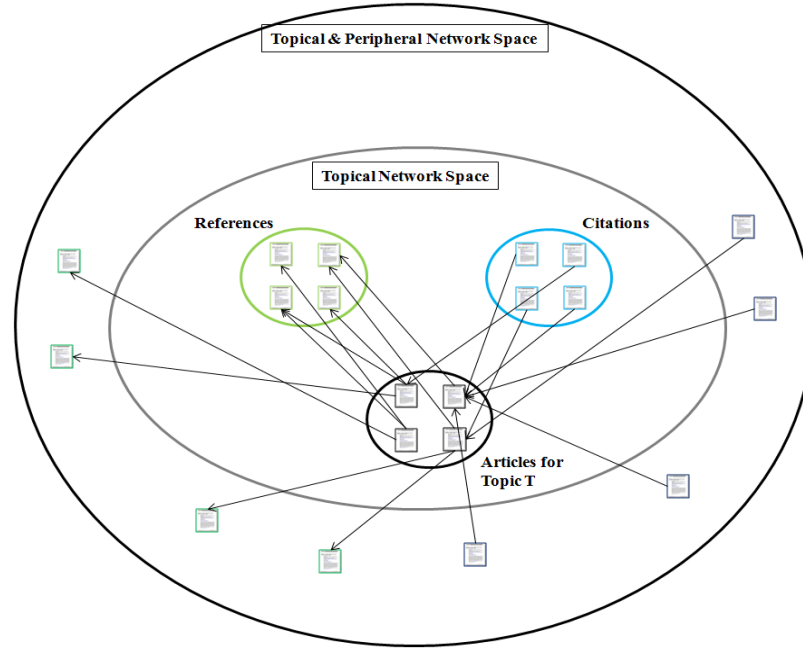 Topical & Peripheral Network Space
Topical Network Space
References
Citations
Articles for
Topic T